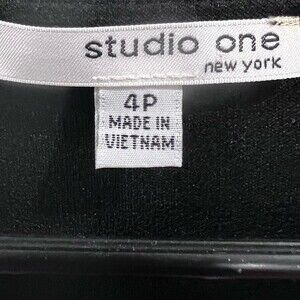 studio one
new york
4P
MADE IN
VIETNAM